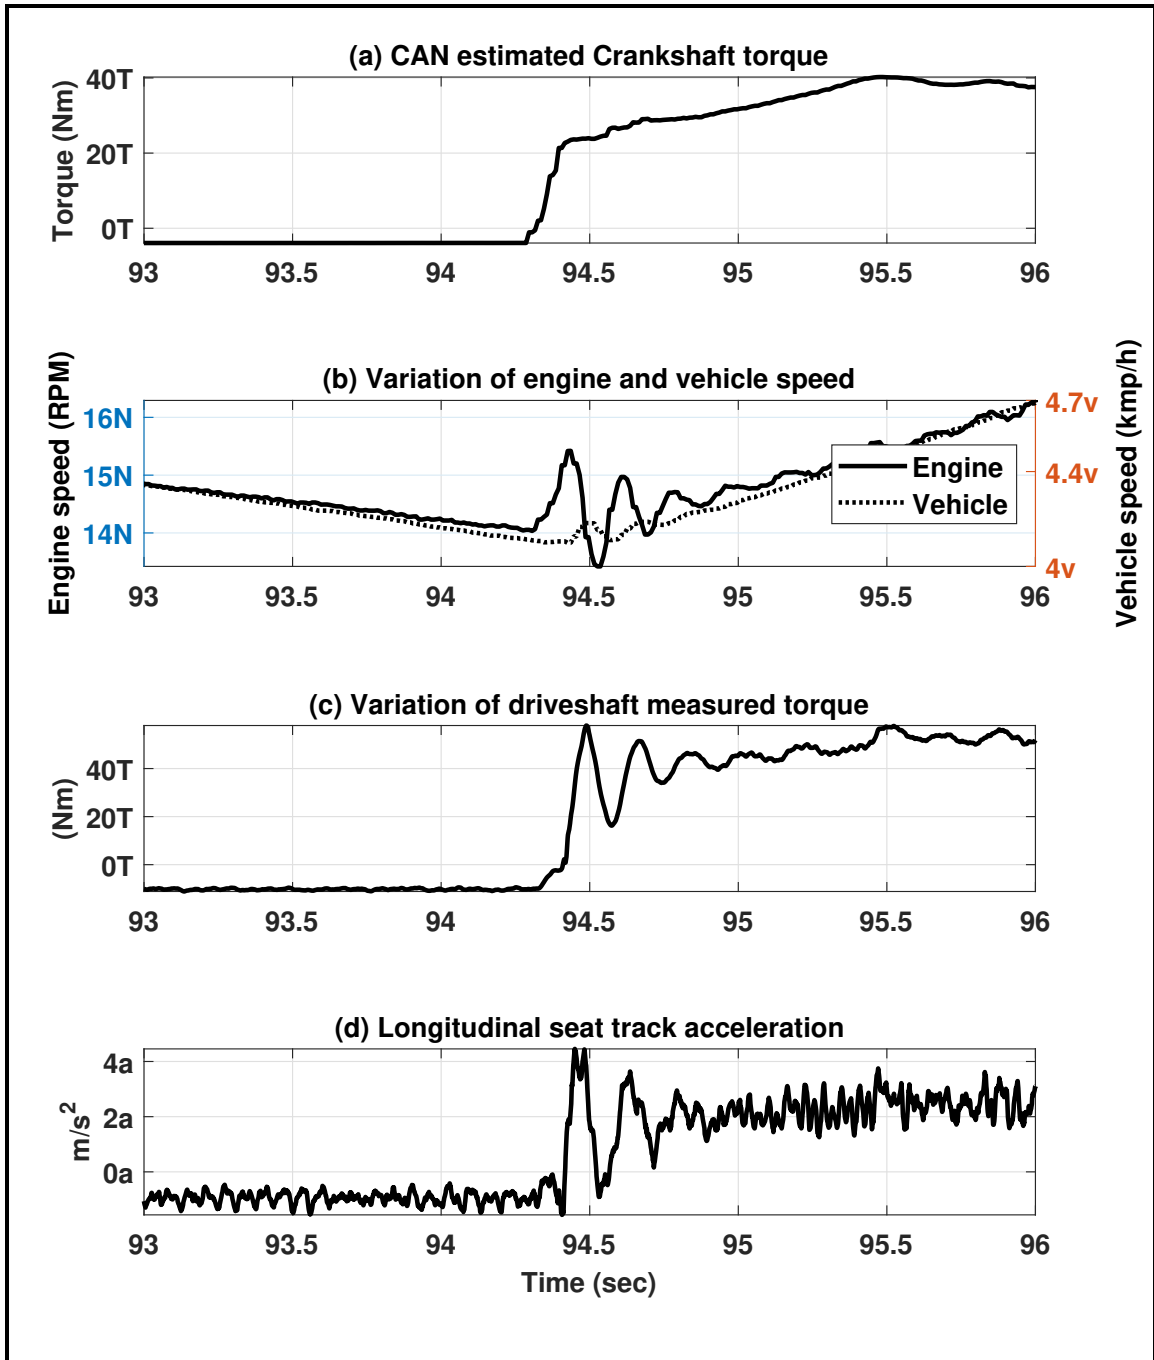 (a) CAN estimated Crankshaft torque
Torque (Nm)
40T
20T
0T
93 93.5 94 94.5 95 95.5 96
(b) Variation of engine and vehicle speed
Engine speed (RPM)
16N
15N
14N
Vehicle speed (kmp/h)
4.7v
4.4v
4v
Engine
Vehicle
93 93.5 94 94.5 95 95.5 96
(c) Variation of driveshaft measured torque
(Nm)
40T
20T
0T
93 93.5 94 94.5 95 95.5 96
(d) Longitudinal seat track acceleration
m/s²
4a
2a
0a
93 93.5 94 94.5 95 95.5 96
Time (sec)